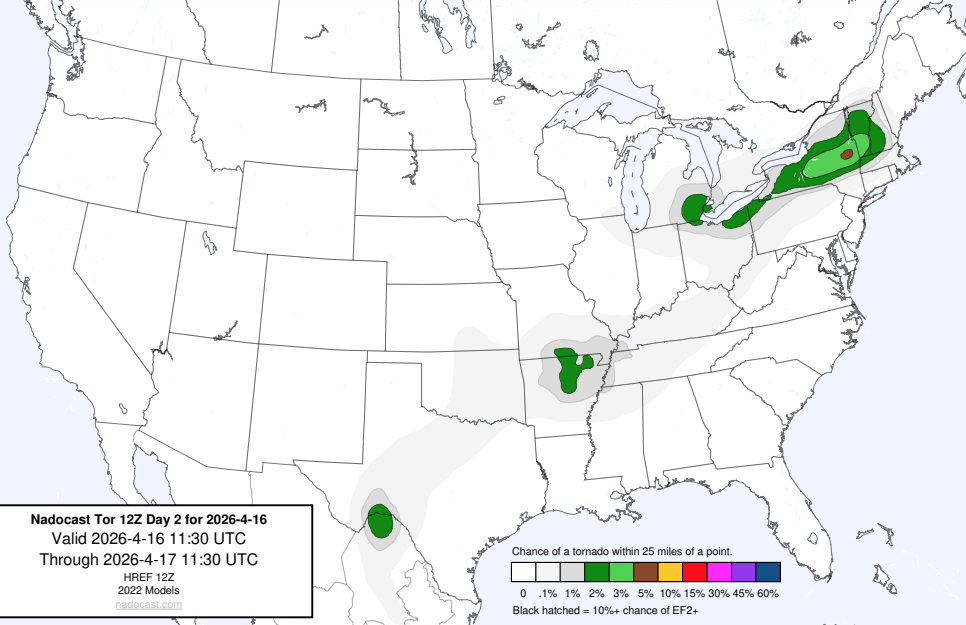 Nadocast Tor 12Z Day 2 for 2026-4-16
Valid 2026-4-16 11:30 UTC
Through 2026-4-17 11:30 UTC
HREF 12Z
2022 Models
nadocast.com
Chance of a tornado within 25 miles of a point.
0 .1% 1% 2% 3% 5% 10% 15% 30% 45% 60%
Black hatched = 10%+ chance of EF2+